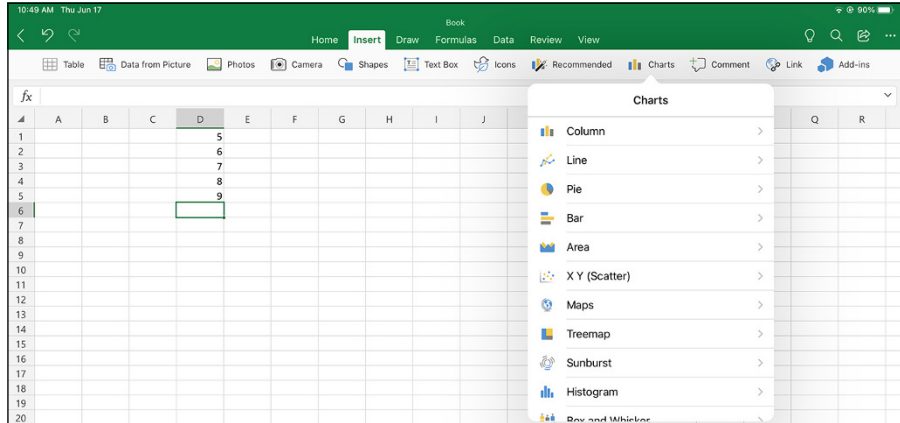 10:49 AM Thu Jun 17 90%
Book
Home Insert Draw Formulas Data Review View
Table Data from Picture Photos Camera Shapes Text Box Icons Recommended Charts Comment Link Add-ins
fx
Charts
A B C D E F G H I J Q R
Column
1 5
2 6
Line
3 7
4 8
Pie
5 9
6
Bar
7
8
Area
9
10
X Y (Scatter)
11
12
Maps
13
14
Treemap
15
16
Sunburst
17
18
Histogram
19
20
Box and Whisker